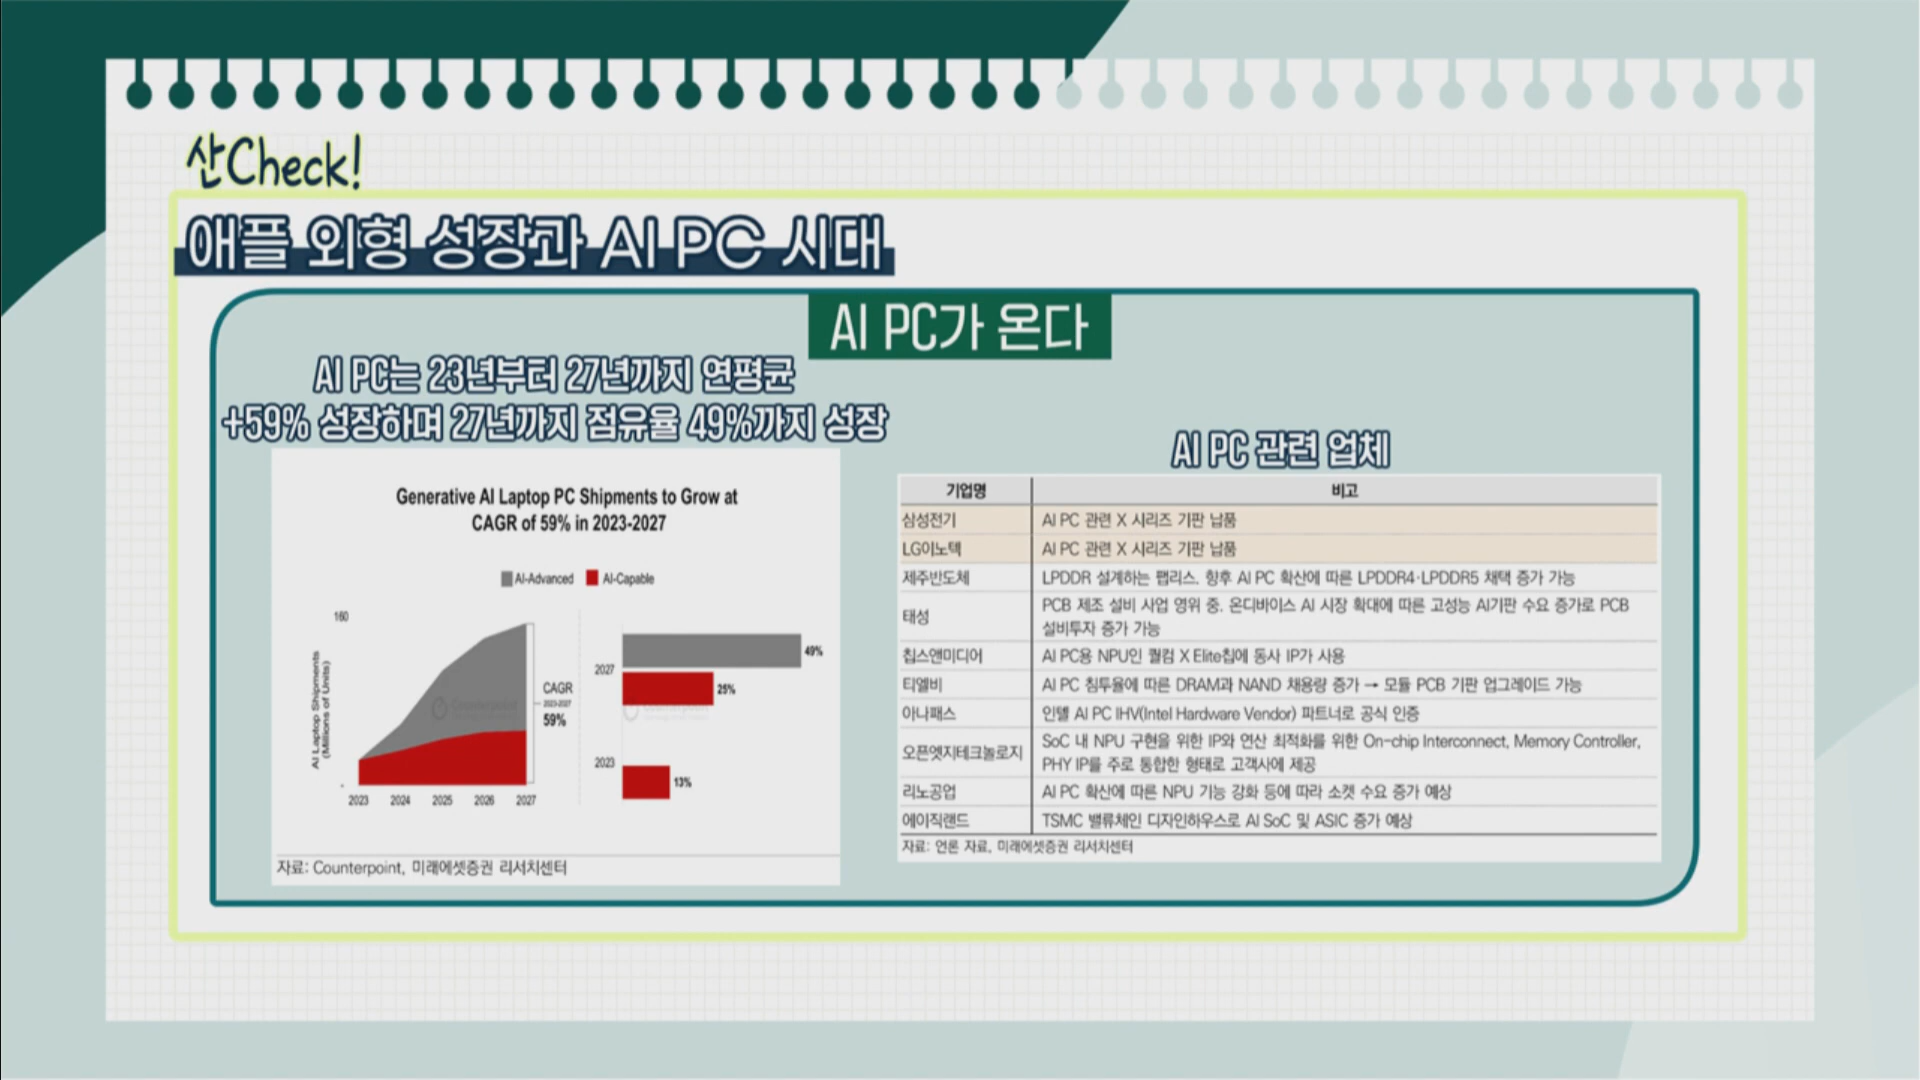 산Check!
애플 외형 성장과 AI PC 시대
AI PC가 온다
AI PC는 23년부터 27년까지 연평균
+59% 성장하며 27년까지 점유율 49%까지 성장
Generative AI Laptop PC Shipments to Grow at
CAGR of 59% in 2023-2027
AI-Advanced AI-Capable
160
AI Laptop Shipments
(Millions of Units)
-
2023 2024 2025 2026 2027
CAGR
2023-2027
59%
Counterpoint
2027
49%
25%
2023
13%
자료: Counterpoint, 미래에셋증권 리서치센터
AI PC 관련 업체
기업명 비고
삼성전기 AI PC 관련 X 시리즈 기판 납품
LG이노텍 AI PC 관련 X 시리즈 기판 납품
제주반도체 LPDDR 설계하는 팹리스. 향후 AI PC 확산에 따른 LPDDR4·LPDDR5 채택 증가 가능
태성 PCB 제조 설비 사업 영위 중. 온디바이스 AI 시장 확대에 따른 고성능 AI기판 수요 증가로 PCB
설비투자 증가 가능
칩스앤미디어 AI PC용 NPU인 퀄컴 X Elite칩에 동사 IP가 사용
티엘비 AI PC 침투율에 따른 DRAM과 NAND 채용량 증가 → 모듈 PCB 기판 업그레이드 가능
아나패스 인텔 AI PC IHV(Intel Hardware Vendor) 파트너로 공식 인증
오픈엣지테크놀로지 SoC 내 NPU 구현을 위한 IP와 연산 최적화를 위한 On-chip Interconnect, Memory Controller,
PHY IP를 주로 통합한 형태로 고객사에 제공
리노공업 AI PC 확산에 따른 NPU 기능 강화 등에 따라 소켓 수요 증가 예상
에이직랜드 TSMC 밸류체인 디자인하우스로 AI SoC 및 ASIC 증가 예상
자료: 언론 자료, 미래에셋증권 리서치센터